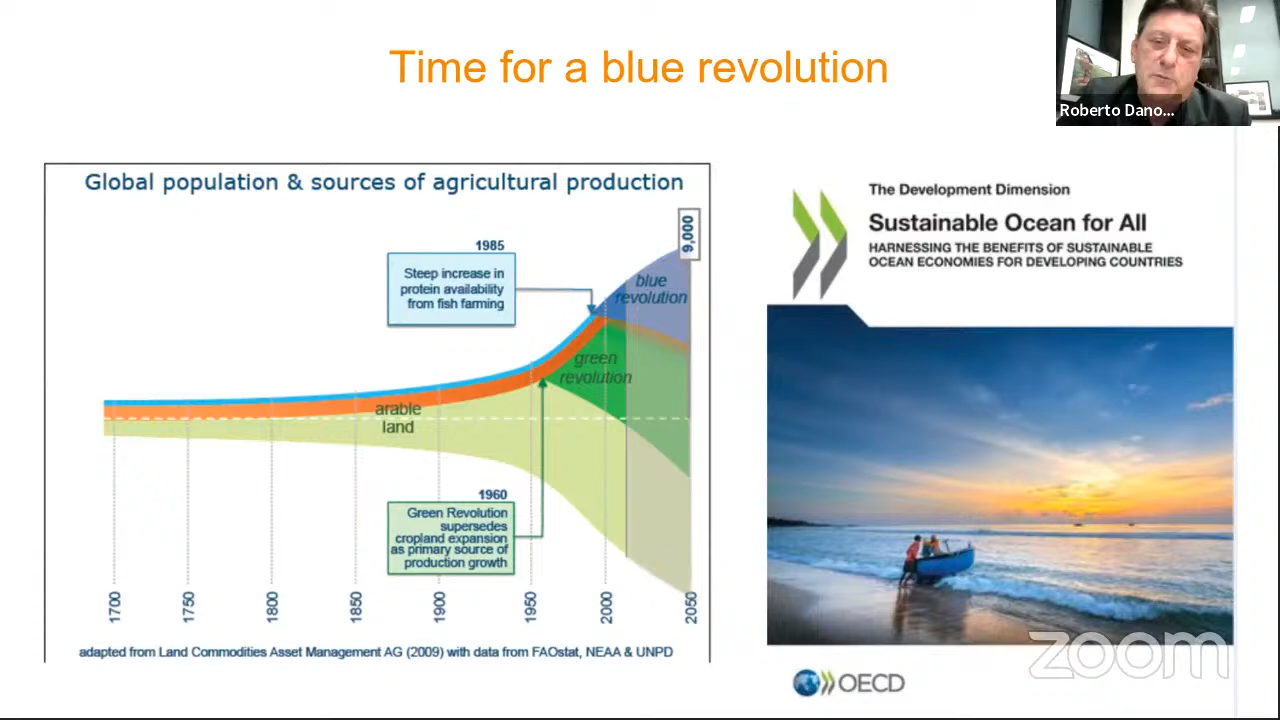 Time for a blue revolution
Roberto Dano...
Global population & sources of agricultural production
9,000
1985
Steep increase in
protein availability
from fish farming
blue
revolution
green
revolution
arable
land
1960
Green Revolution
supersedes
cropland expansion
as primary source of
production growth
1700
1750
1800
1850
1900
1950
2000
2050
adapted from Land Commodities Asset Management AG (2009) with data from FAOstat, NEAA & UNPD
The Development Dimension
Sustainable Ocean for All
HARNESSING THE BENEFITS OF SUSTAINABLE
OCEAN ECONOMIES FOR DEVELOPING COUNTRIES
OECD
zoom